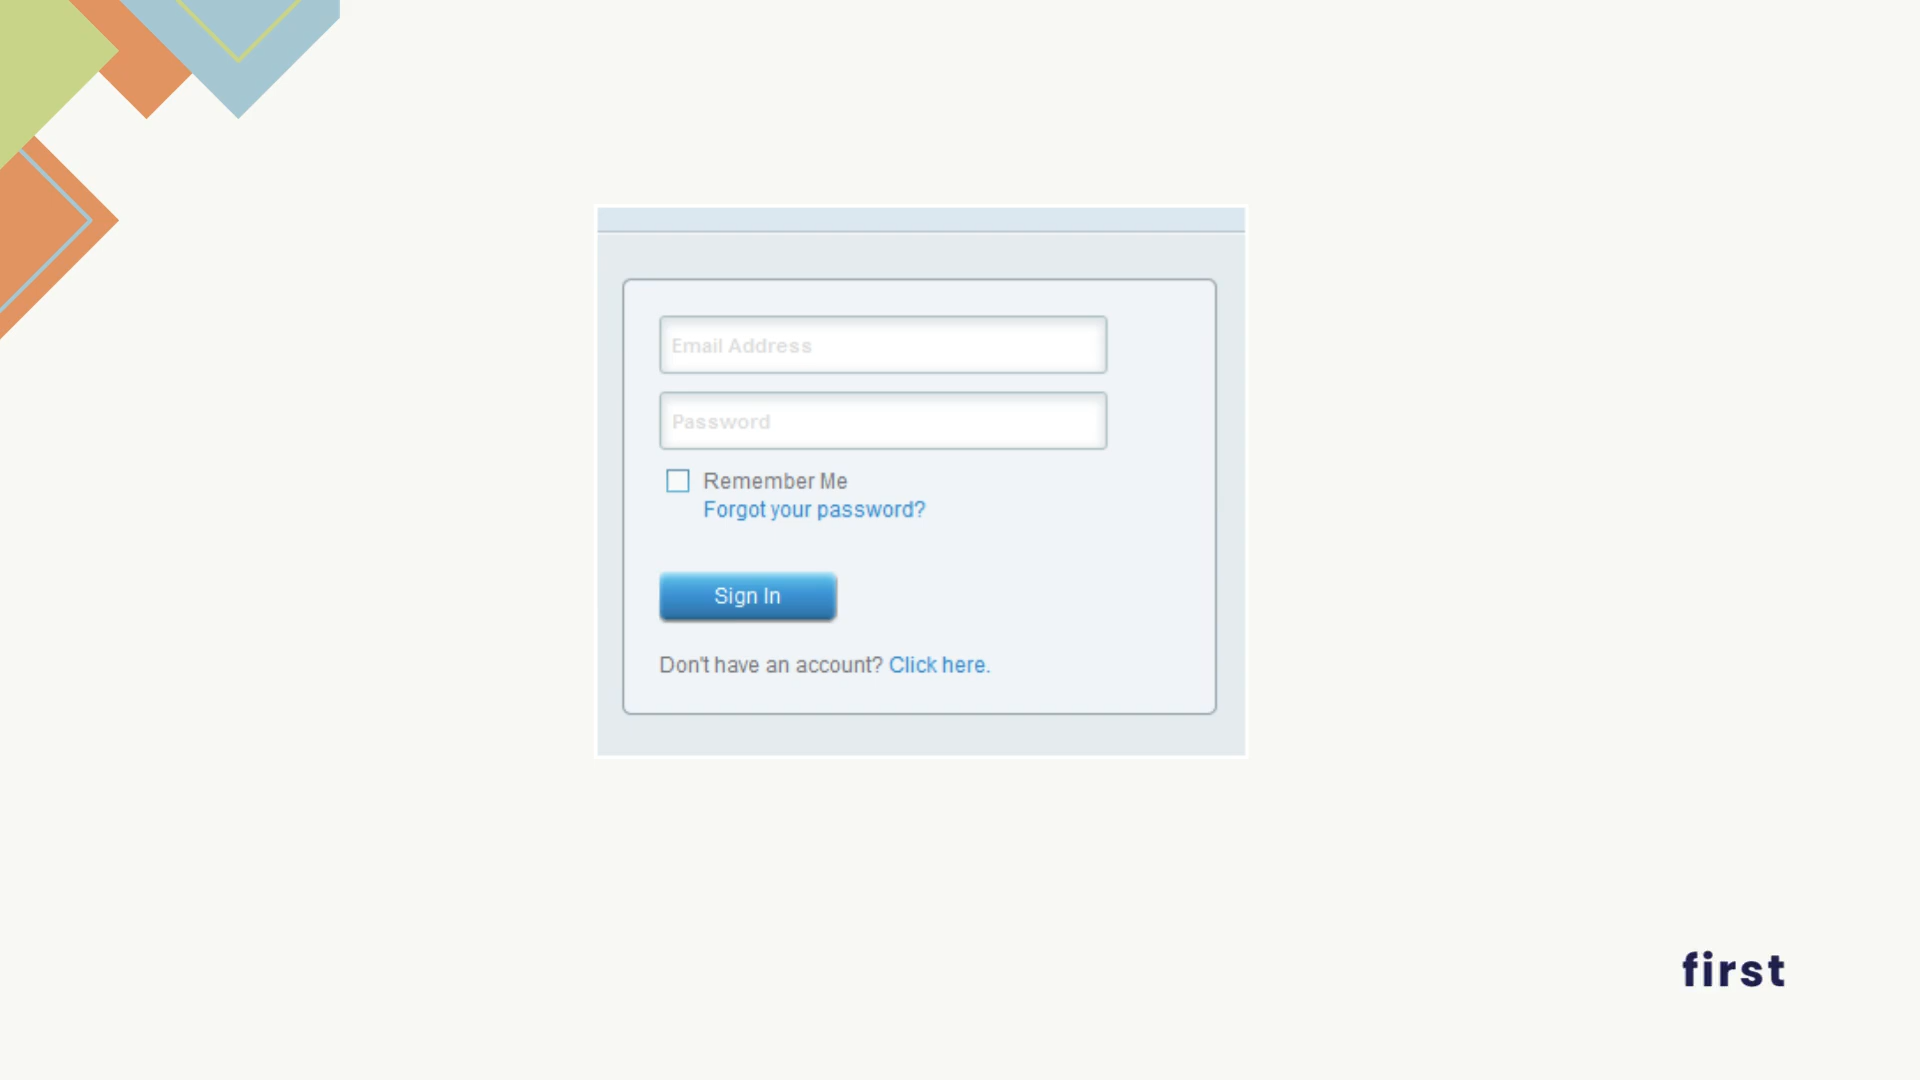 Email Address
Password
Remember Me
Forgot your password?
Sign In
Don't have an account? Click here.
first